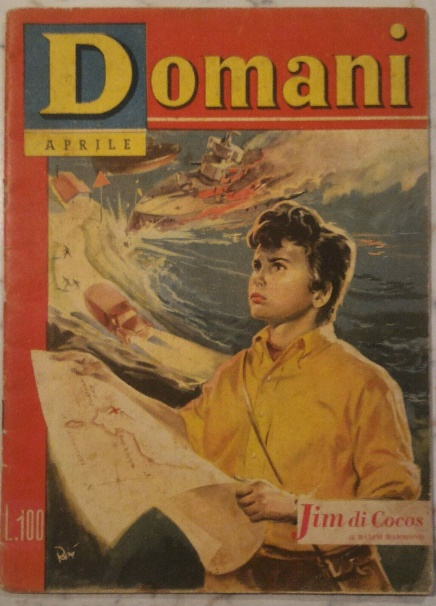 Domani
APRILE
Jim di Cocos
L.100